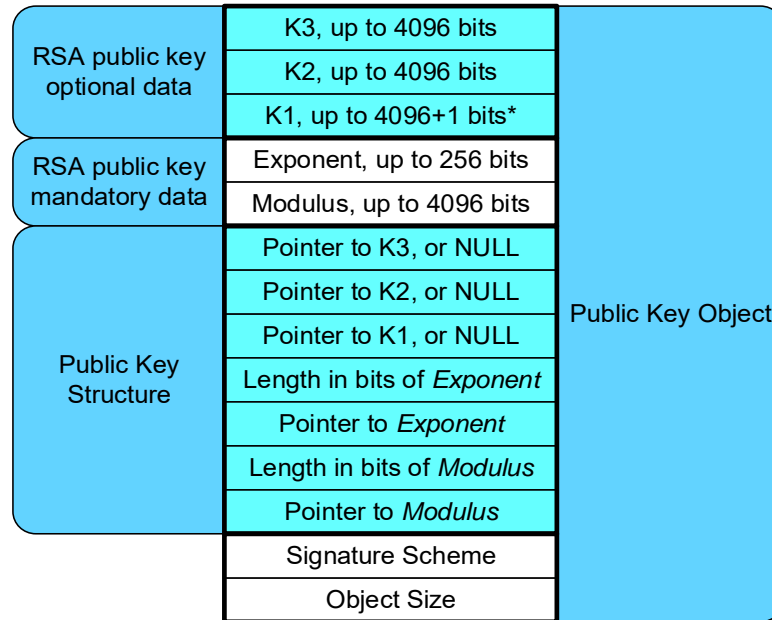 RSA public key
optional data
K3, up to 4096 bits
K2, up to 4096 bits
K1, up to 4096+1 bits*
RSA public key
mandatory data
Exponent, up to 256 bits
Modulus, up to 4096 bits
Public Key
Structure
Pointer to K3, or NULL
Pointer to K2, or NULL
Pointer to K1, or NULL
Length in bits of Exponent
Pointer to Exponent
Length in bits of Modulus
Pointer to Modulus
Signature Scheme
Object Size
Public Key Object